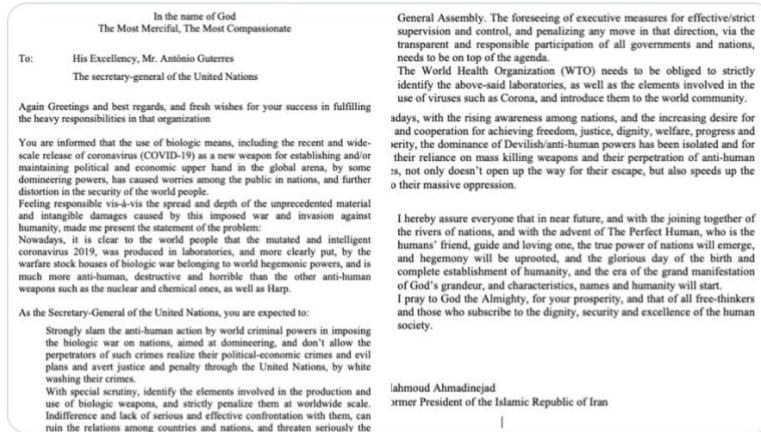 In the name of God
The Most Merciful, The Most Compassionate
To: His Excellency, Mr. António Guterres
The secretary-general of the United Nations
Again Greetings and best regards, and fresh wishes for your success in fulfilling
the heavy responsibilities in that organization
You are informed that the use of biologic means, including the recent and wide-
scale release of coronavirus (COVID-19) as a new weapon for establishing and/or
maintaining political and economic upper hand in the global arena, by some
domineering powers, has caused worries among the public in nations, and further
distortion in the security of the world people.
Feeling responsible vis-à-vis the spread and depth of the unprecedented material
and intangible damages caused by this imposed war and invasion against
humanity, made me present the statement of the problem:
Nowadays, it is clear to the world people that the mutated and intelligent
coronavirus 2019, was produced in laboratories, and more clearly put, by the
warfare stock houses of biologic war belonging to world hegemonic powers, and is
much more anti-human, destructive and horrible than the other anti-human
weapons such as the nuclear and chemical ones, as well as Harp.
As the Secretary-General of the United Nations, you are expected to:
Strongly slam the anti-human action by world criminal powers in imposing
the biologic war on nations, aimed at domineering, and don't allow the
perpetrators of such crimes realize their political-economic crimes and evil
plans and avert justice and penalty through the United Nations, by white
washing their crimes.
With special scrutiny, identify the elements involved in the production and
use of biologic weapons, and strictly penalize them at worldwide scale.
Indifference and lack of serious and effective confrontation with them, can
ruin the relations among countries and nations, and threaten seriously the
General Assembly. The foreseeing of executive measures for effective/strict
supervision and control, and penalizing any move in that direction, via the
transparent and responsible participation of all governments and nations,
needs to be on top of the agenda.
The World Health Organization (WTO) needs to be obliged to strictly
identify the above-said laboratories, as well as the elements involved in the
use of viruses such as Corona, and introduce them to the world community.
adays, with the rising awareness among nations, and the increasing desire for
and cooperation for achieving freedom, justice, dignity, welfare, progress and
erity, the dominance of Devilish/anti-human powers has been isolated and for
their reliance on mass killing weapons and their perpetration of anti-human
es, not only doesn't open up the way for their escape, but also speeds up the
o their massive oppression.
I hereby assure everyone that in near future, and with the joining together of
the rivers of nations, and with the advent of The Perfect Human, who is the
humans' friend, guide and loving one, the true power of nations will emerge,
and hegemony will be uprooted, and the glorious day of the birth and
complete establishment of humanity, and the era of the grand manifestation
of God's grandeur, and characteristics, names and humanity will start.
I pray to God the Almighty, for your prosperity, and that of all free-thinkers
and those who subscribe to the dignity, security and excellence of the human
society.
ahmoud Ahmadinejad
ormer President of the Islamic Republic of Iran